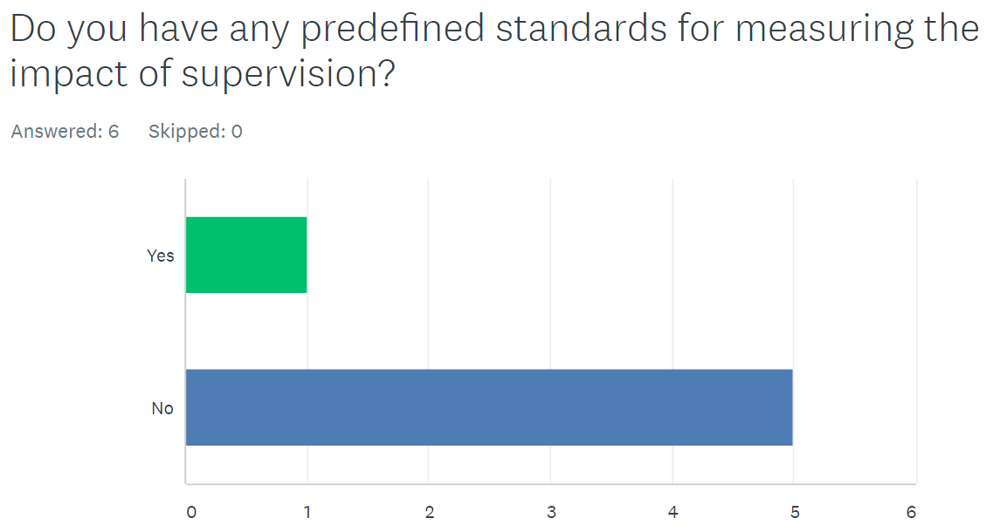 Do you have any predefined standards for measuring the
impact of supervision?
Answered: 6 Skipped: 0
Yes
No
0 1 2 3 4 5 6